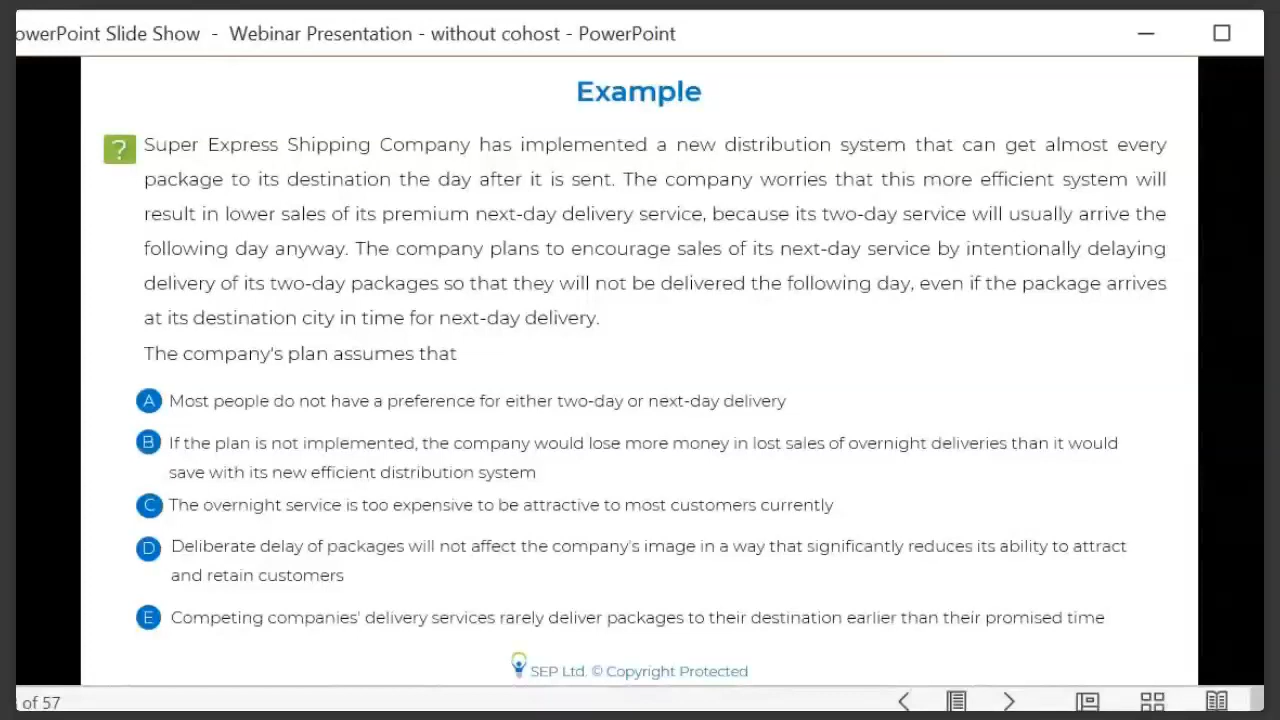 owerPoint Slide Show - Webinar Presentation - without cohost - PowerPoint
Example
? Super Express Shipping Company has implemented a new distribution system that can get almost every
package to its destination the day after it is sent. The company worries that this more efficient system will
result in lower sales of its premium next-day delivery service, because its two-day service will usually arrive the
following day anyway. The company plans to encourage sales of its next-day service by intentionally delaying
delivery of its two-day packages so that they will not be delivered the following day, even if the package arrives
at its destination city in time for next-day delivery.
The company's plan assumes that
A Most people do not have a preference for either two-day or next-day delivery
B If the plan is not implemented, the company would lose more money in lost sales of overnight deliveries than it would
save with its new efficient distribution system
C The overnight service is too expensive to be attractive to most customers currently
D Deliberate delay of packages will not affect the company's image in a way that significantly reduces its ability to attract
and retain customers
E Competing companies' delivery services rarely deliver packages to their destination earlier than their promised time
SEP Ltd. © Copyright Protected
of 57